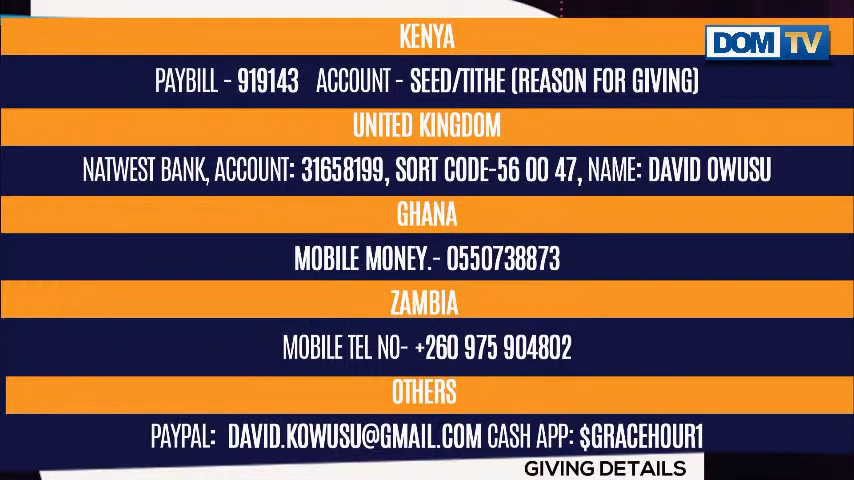 KENYA
DOM TV
PAYBILL - 919143 ACCOUNT - SEED/TITHE (REASON FOR GIVING)
UNITED KINGDOM
NATWEST BANK, ACCOUNT: 31658199, SORT CODE-56 00 47, NAME: DAVID OWUSU
GHANA
MOBILE MONEY.- 0550738873
ZAMBIA
MOBILE TEL NO- +260 975 904802
OTHERS
PAYPAL: DAVID.KOWUSU@GMAIL.COM CASH APP: $GRACEHOUR1
GIVING DETAILS